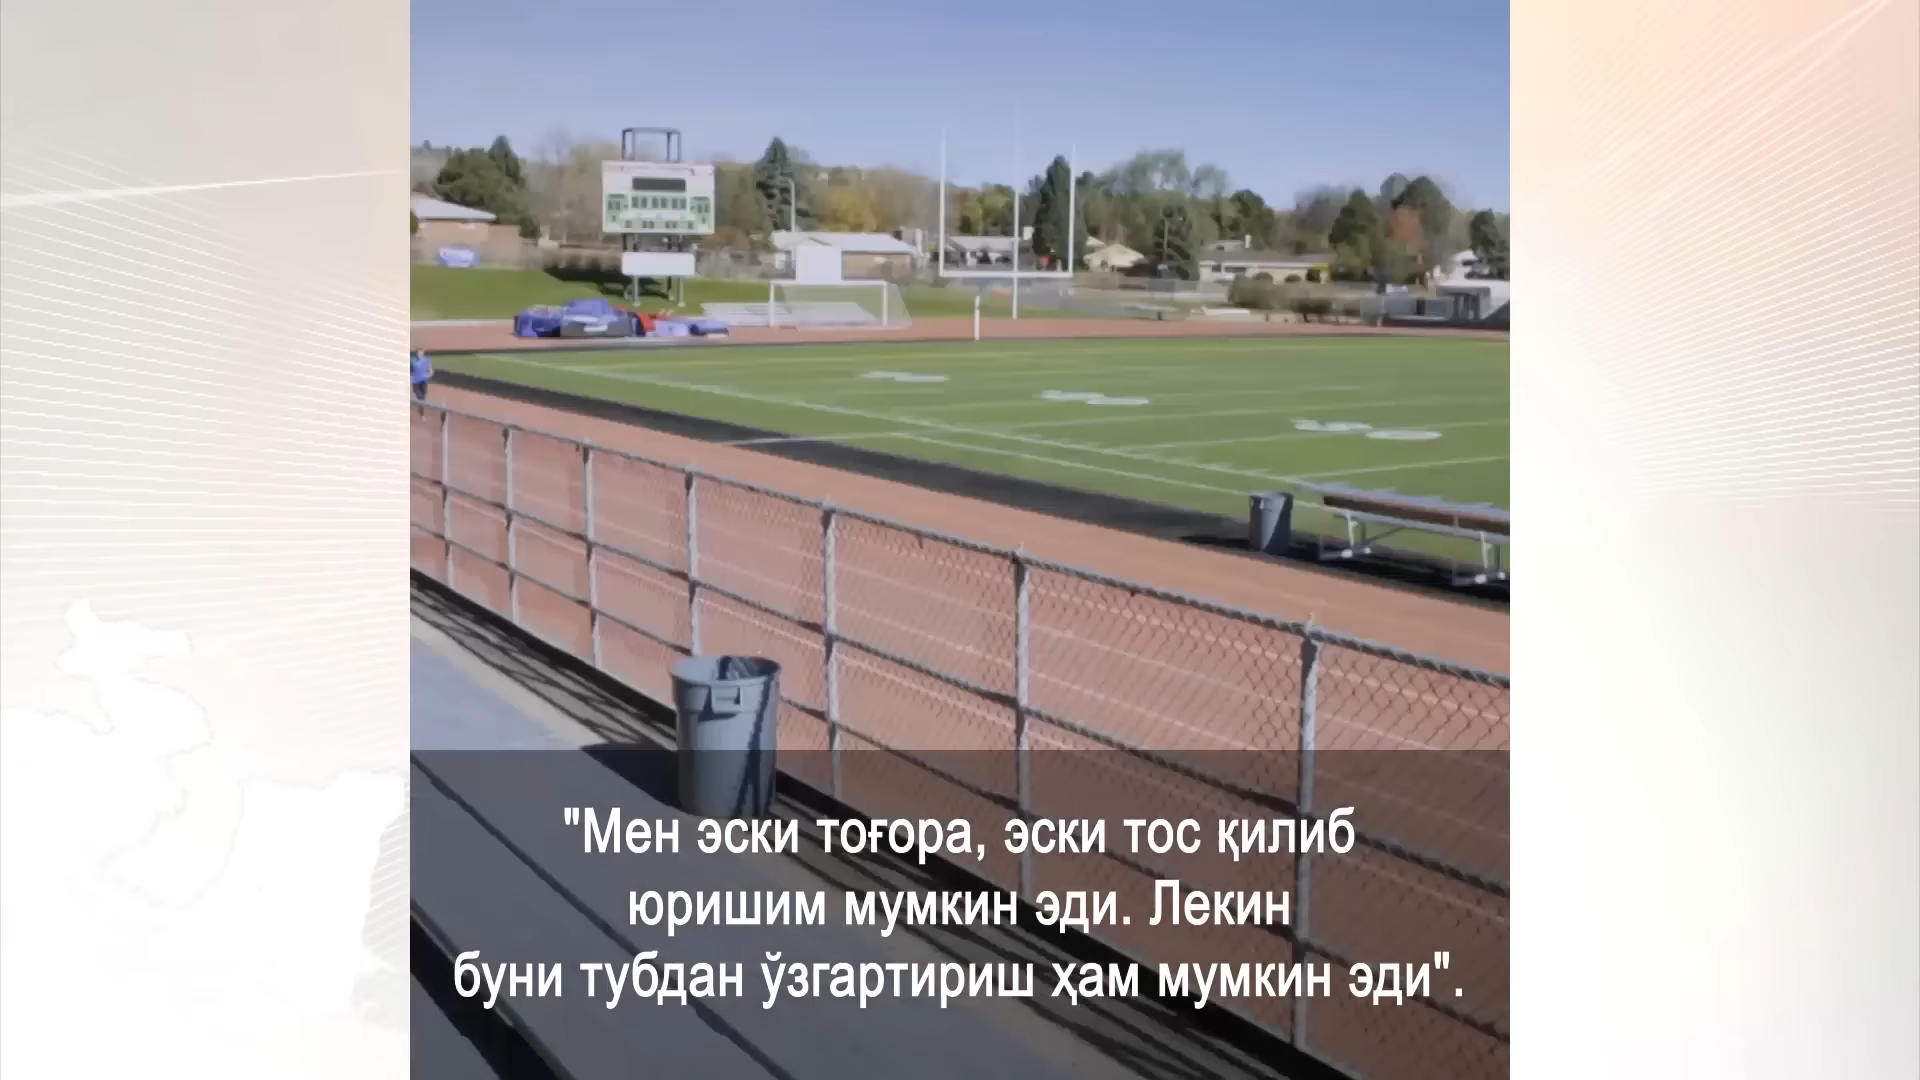 "Мен эски тоғора, эски тос қилиб
юришим мумкин эди. Лекин
буни тубдан ўзгартириш ҳам мумкин эди".